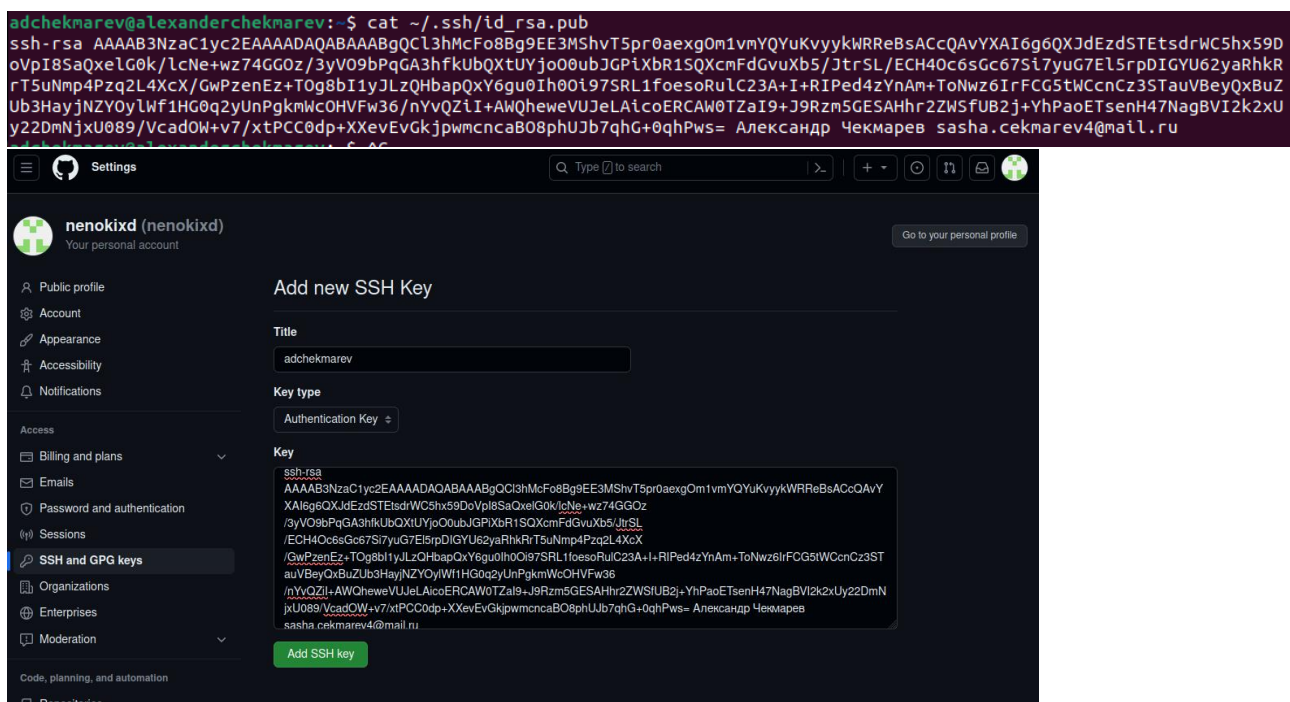 adchekmarev@alexanderchekmarev:~$ cat ~/.ssh/id_rsa.pub
ssh-rsa AAAAB3NzaC1yc2EAAAADAQABAAABgQCl3hMcFo8Bg9EE3MShvT5pr0aexgOm1vmYQYuKvyykWRReBsACcQAvYXAI6g6QXJdEzdSTEtsdrWC5hx59D
oVpI8SaQxelG0k/lcNe+wz74GGOz/3yVO9bPqGA3hfkUbQXtUYjoO0ubJGPiXbR1SQXcmFdGvuXb5/JtrSL/ECH4Oc6sGc67Si7yuG7El5rpDIGYU62yaRhkR
rT5uNmp4Pzq2L4XcX/GwPzenEz+TOg8bI1yJLzQHbapQxY6gu0Ih0Oi97SRL1foesoRulC23A+I+RIPed4zYnAm+ToNwz6IrFCG5tWCcnCz3STauVBeyQxBuZ
Ub3HayjNZYOylWf1HG0q2yUnPgkmWcOHVFw36/nYvQZiI+AWQheweVUJeLAicoERCAW0TZaI9+J9Rzm5GESAHhr2ZWSfUB2j+YhPaoETsenH47NagBVI2k2xU
y22DmNjxU089/VcadOW+v7/xtPCC0dp+XXevEvGkjpwmcncaBO8phUJb7qhG+0qhPws= Александр Чекмарев sasha.cekmarev4@mail.ru
adchekmarev@alexanderchekmarev:~$ ^C
Settings
Type / to search
nenokixd (nenokixd)
Your personal account
Go to your personal profile
Public profile
Account
Appearance
Accessibility
Notifications
Access
Billing and plans
Emails
Password and authentication
Sessions
SSH and GPG keys
Organizations
Enterprises
Moderation
Code, planning, and automation
Repositories
Add new SSH Key
Title
adchekmarev
Key type
Authentication Key
Key
ssh-rsa
AAAAB3NzaC1yc2EAAAADAQABAAABgQCl3hMcFo8Bg9EE3MShvT5pr0aexgOm1vmYQYuKvyykWRReBsACcQAvY
XAI6g6QXJdEzdSTEtsdrWC5hx59DoVpI8SaQxelG0k/lcNe+wz74GGOz
/3yVO9bPqGA3hfkUbQXtUYjoO0ubJGPiXbR1SQXcmFdGvuXb5/JtrSL
/ECH4Oc6sGc67Si7yuG7El5rpDIGYU62yaRhkRrT5uNmp4Pzq2L4XcX
/GwPzenEz+TOg8bI1yJLzQHbapQxY6gu0Ih0Oi97SRL1foesoRulC23A+I+RIPed4zYnAm+ToNwz6IrFCG5tWCcnCz3ST
auVBeyQxBuZUb3HayjNZYOylWf1HG0q2yUnPgkmWcOHVFw36
/nYvQZiI+AWQheweVUJeLAicoERCAW0TZaI9+J9Rzm5GESAHhr2ZWSfUB2j+YhPaoETsenH47NagBVI2k2xUy22DmN
jxU089/VcadOW+v7/xtPCC0dp+XXevEvGkjpwmcncaBO8phUJb7qhG+0qhPws= Александр Чекмарев
sasha.cekmarev4@mail.ru
Add SSH key